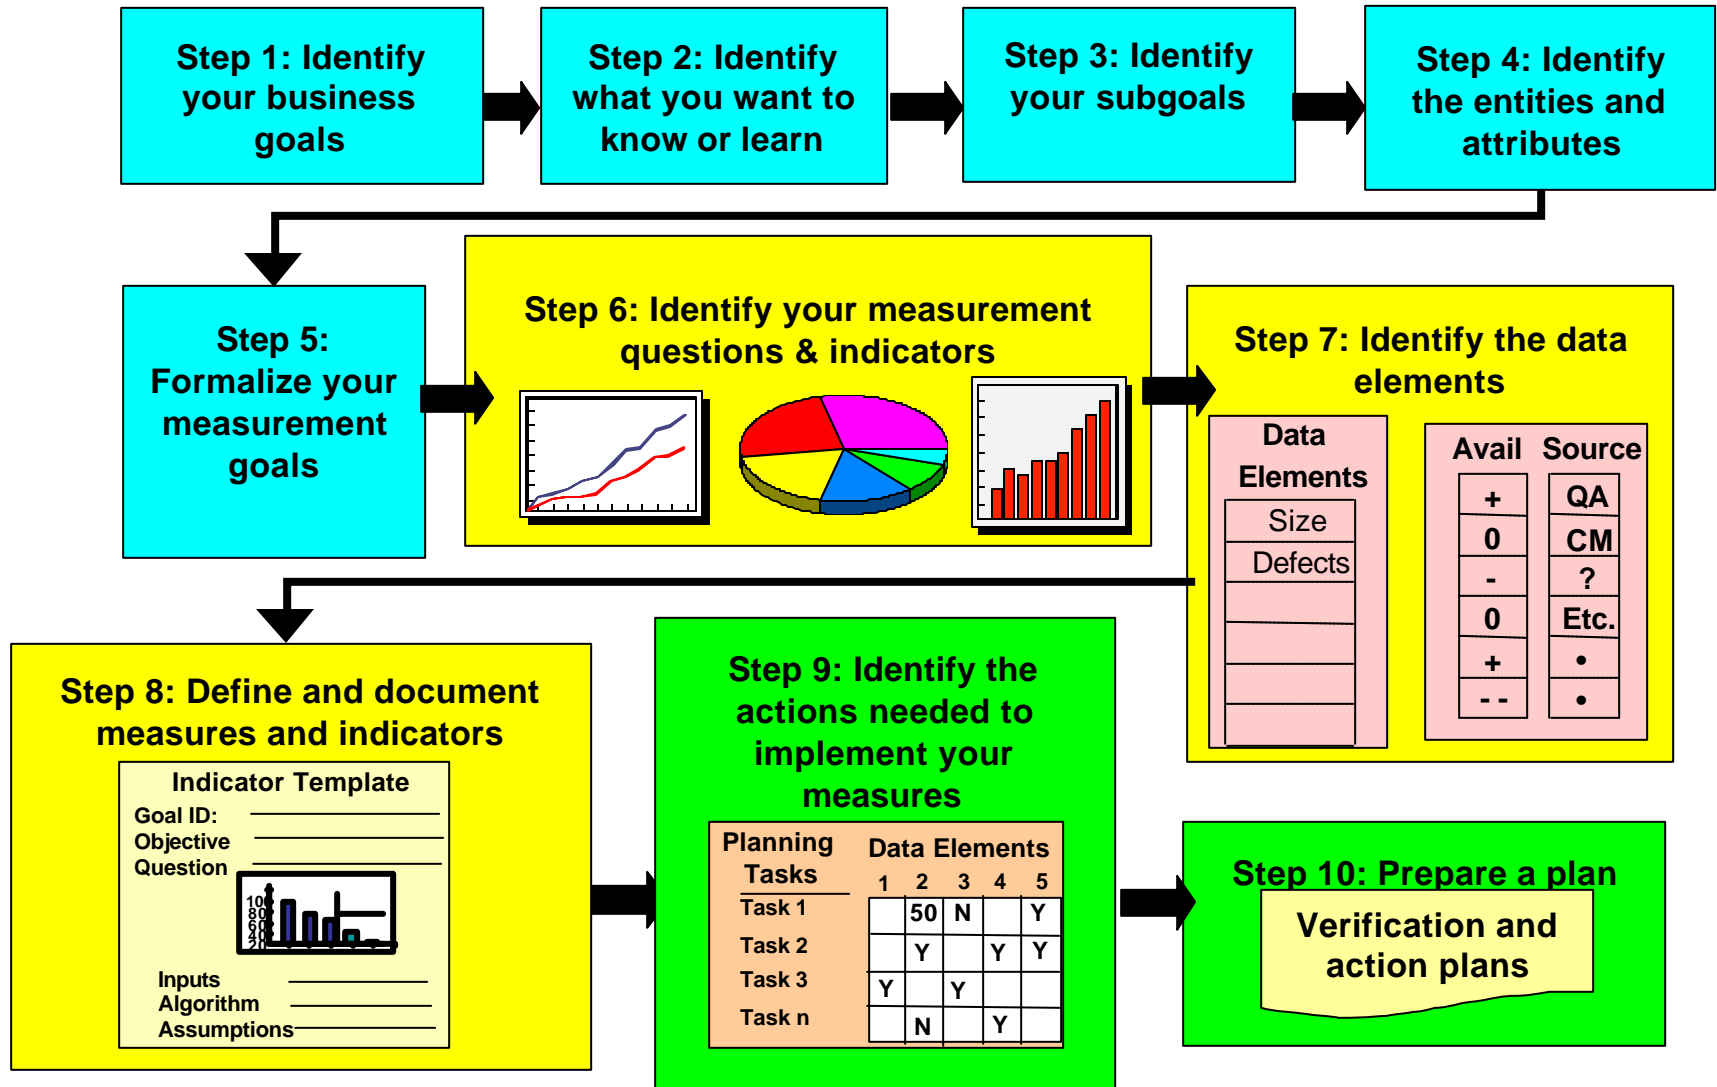 Step 1: Identify
your business
goals
Step 2: Identify
what you want to
know or learn
Step 3: Identify
your subgoals
Step 4: Identify
the entities and
attributes
Step 5:
Formalize your
measurement
goals
Step 6: Identify your measurement
questions & indicators
Step 7: Identify the data
elements
Data
Elements
Size
Defects
Avail Source
+ QA
0 CM
- ?
0 Etc.
+ •
- - •
Step 8: Define and document
measures and indicators
Indicator Template
Goal ID:
Objective
Question
100
80
60
40
20
Inputs
Algorithm
Assumptions
Step 9: Identify the
actions needed to
implement your
measures
Planning
Tasks
Data Elements
1 2 3 4 5
Task 1 50 N Y
Task 2 Y Y Y
Task 3 Y Y
Task n N Y
Step 10: Prepare a plan
Verification and
action plans